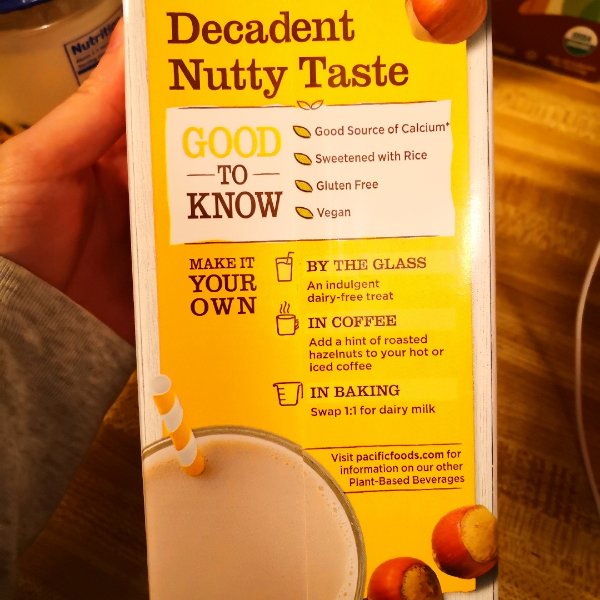 Decadent
Nutty Taste
GOOD
TO
KNOW
Good Source of Calcium*
Sweetened with Rice
Gluten Free
Vegan
MAKE IT
YOUR
OWN
BY THE GLASS
An indulgent
dairy-free treat
IN COFFEE
Add a hint of roasted
hazelnuts to your hot or
iced coffee
IN BAKING
Swap 1:1 for dairy milk
Visit pacificfoods.com for
information on our other
Plant-Based Beverages
Nutriti
USDA
ORGANIC